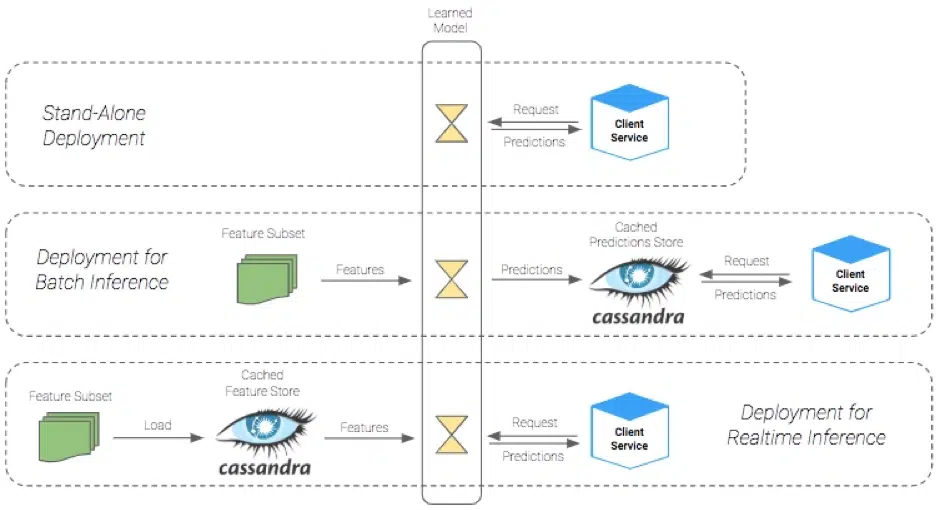 Learned
Model
Stand-Alone
Deployment
Request
Predictions
Client
Service
Deployment for
Batch Inference
Feature Subset
Features
Predictions
Cached
Predictions Store
cassandra
Request
Predictions
Client
Service
Feature Subset
Load
Cached
Feature Store
cassandra
Features
Request
Predictions
Client
Service
Deployment for
Realtime Inference